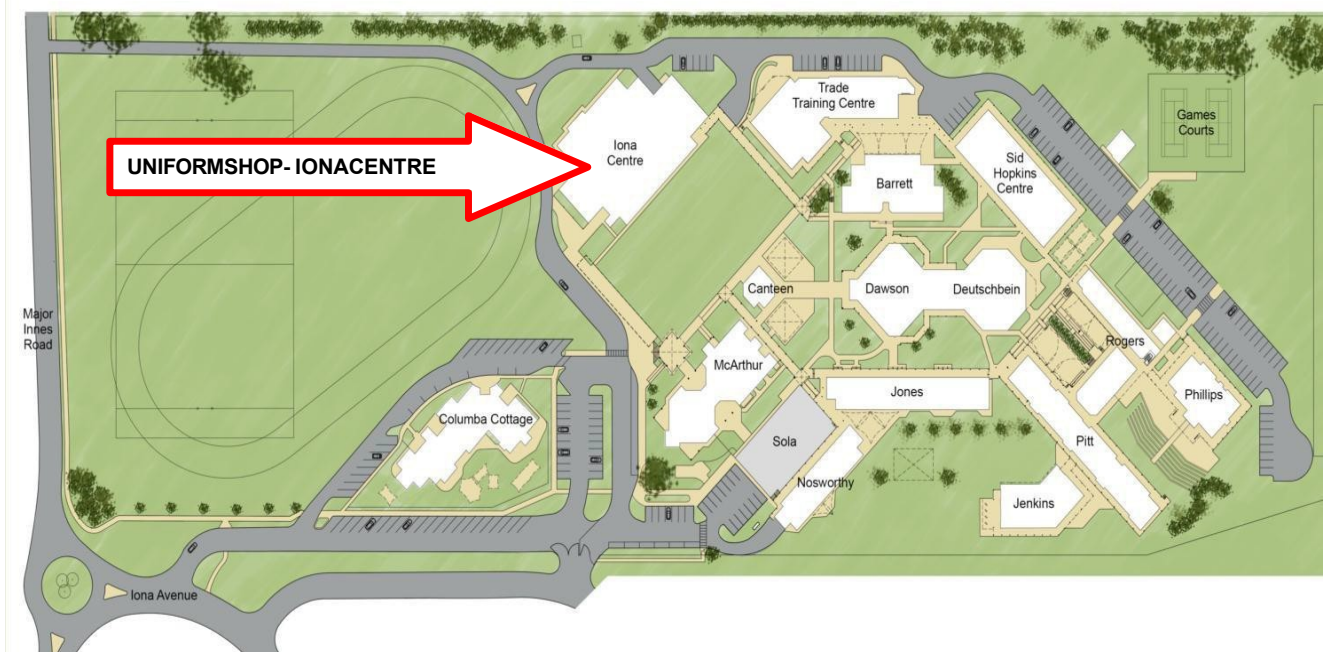 Trade
Training Centre
Games
Courts
Iona
Centre
UNIFORMSHOP- IONACENTRE
Sid
Hopkins
Centre
Barrett
Canteen
Dawson
Deutschbein
Major
Innes
Road
Rogers
McArthur
Jones
Phillips
Columba Cottage
Sola
Pitt
Nosworthy
Jenkins
Iona Avenue